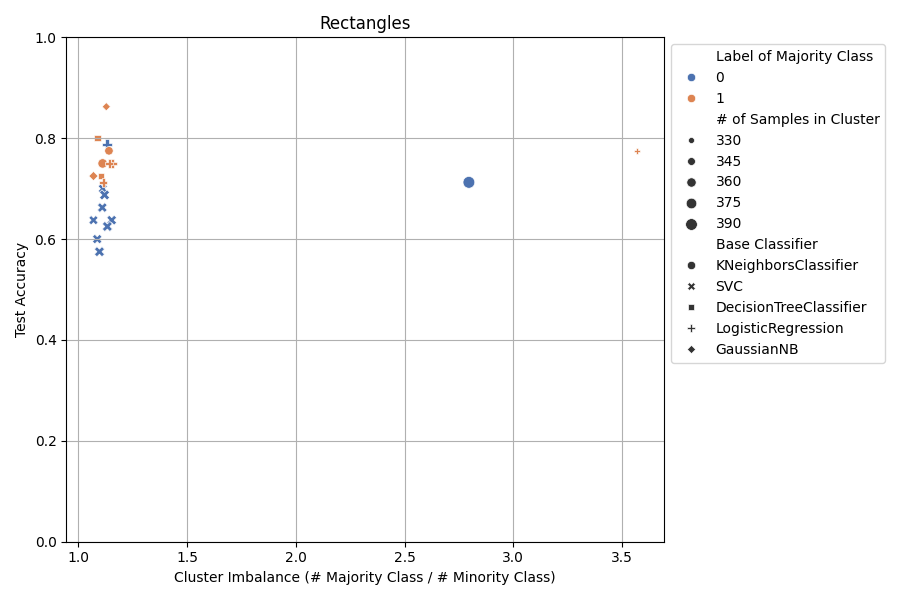 Rectangles
1.0
0.8
0.6
0.4
0.2
0.0
Test Accuracy
1.0 1.5 2.0 2.5 3.0 3.5
Cluster Imbalance (# Majority Class / # Minority Class)
Label of Majority Class
0
1
# of Samples in Cluster
330
345
360
375
390
Base Classifier
KNeighborsClassifier
SVC
DecisionTreeClassifier
LogisticRegression
GaussianNB